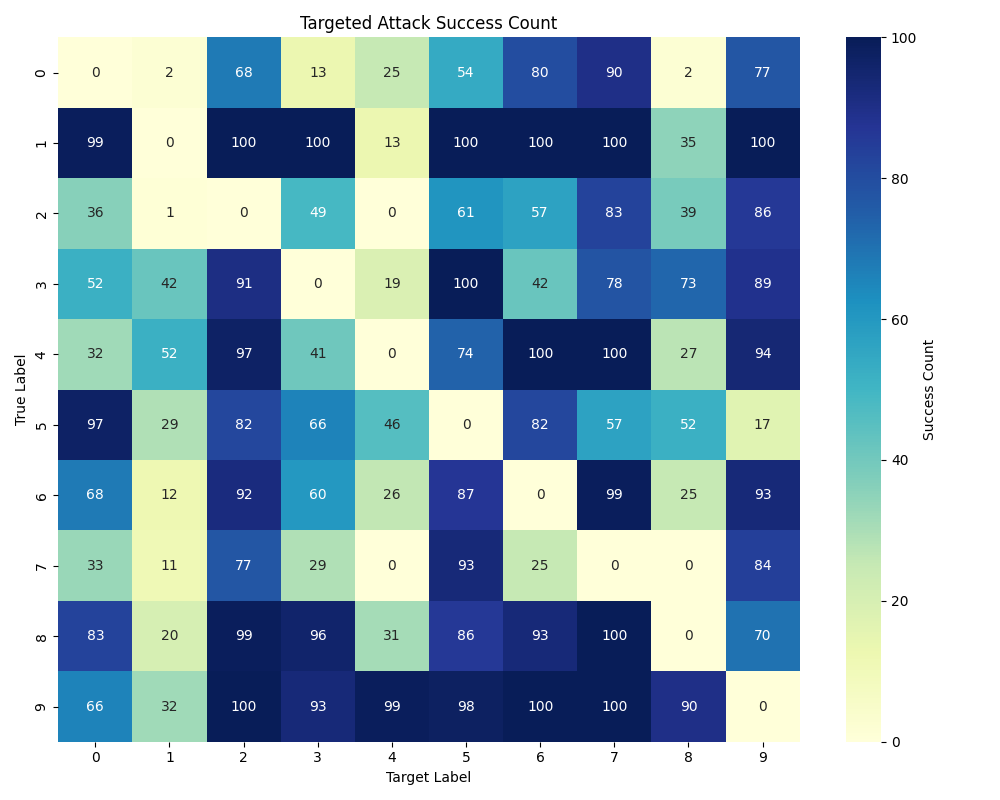 Targeted Attack Success Count
0 0 2 68 13 25 54 80 90 2 77
1 99 0 100 100 13 100 100 100 35 100
2 36 1 0 49 0 61 57 83 39 86
3 52 42 91 0 19 100 42 78 73 89
4 32 52 97 41 0 74 100 100 27 94
5 97 29 82 66 46 0 82 57 52 17
6 68 12 92 60 26 87 0 99 25 93
7 33 11 77 29 0 93 25 0 0 84
8 83 20 99 96 31 86 93 100 0 70
9 66 32 100 93 99 98 100 100 90 0
0 1 2 3 4 5 6 7 8 9
Target Label
True Label
100
80
60
40
20
0
Success Count